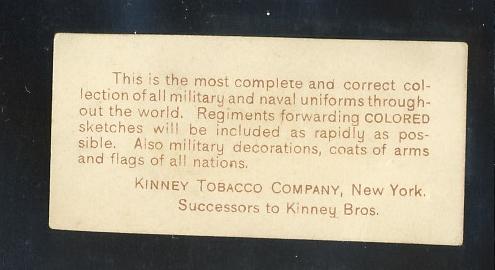 This is the most complete and correct col-
lection of all military and naval uniforms through-
out the world. Regiments forwarding COLORED
sketches will be included as rapidly as pos-
sible. Also military decorations, coats of arms
and flags of all nations.
KINNEY TOBACCO COMPANY, New York.
Successors to Kinney Bros.